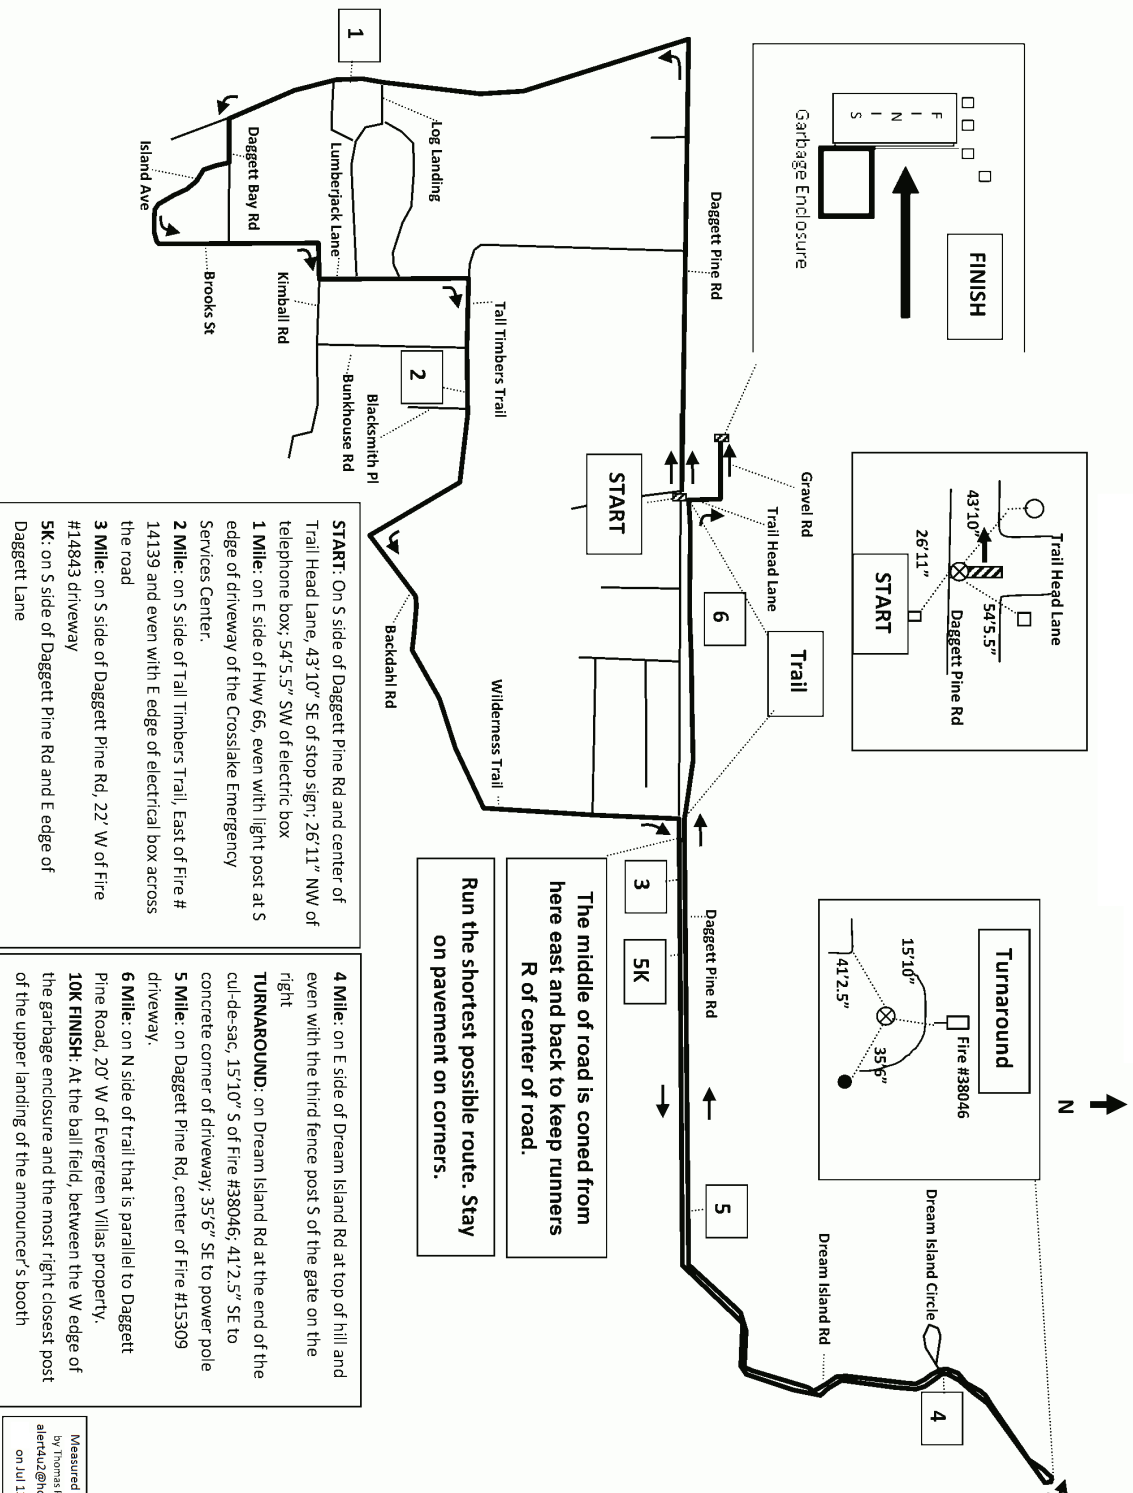 FINISH
F I N I S
Garbage Enclosure
Trail Head Lane
43'10"
54'5.5"
26'11"
START
Daggett Pine Rd
Turnaround
Fire #38046
15'10"
35'6"
41'2.5"
N
Gravel Rd
Trail Head Lane
Trail
Daggett Pine Rd
START
6
Daggett Pine Rd
3
5K
5
Dream Island Circle
Dream Island Rd
4
1
Log Landing
Lumberjack Lane
Daggett Bay Rd
Island Ave
Brooks St
Kimball Rd
Tall Timbers Trail
2
Blacksmith Pl
Bunkhouse Rd
Backdahl Rd
Wilderness Trail
The middle of road is coned from
here east and back to keep runners
R of center of road.
Run the shortest possible route. Stay
on pavement on corners.
START: On S side of Daggett Pine Rd and center of
Trail Head Lane, 43'10" SE of stop sign; 26'11" NW of
telephone box; 54'5.5" SW of electric box
1 Mile: on E side of Hwy 66, even with light post at S
edge of driveway of the Crosslake Emergency
Services Center.
2 Mile: on S side of Tall Timbers Trail, East of Fire #
14139 and even with E edge of electrical box across
the road
3 Mile: on S side of Daggett Pine Rd, 22' W of Fire
#14843 driveway
5K: on S side of Daggett Pine Rd and E edge of
Daggett Lane
4 Mile: on E side of Dream Island Rd at top of hill and
even with the third fence post S of the gate on the
right
TURNAROUND: on Dream Island Rd at the end of the
cul-de-sac, 15'10" S of Fire #38046; 41'2.5" SE to
concrete corner of driveway; 35'6" SE to power pole
5 Mile: on Daggett Pine Rd, center of Fire #15309
driveway.
6 Mile: on N side of trail that is parallel to Daggett
Pine Road, 20' W of Evergreen Villas property.
10K FINISH: At the ball field, between the W edge of
the garbage enclosure and the most right closest post
of the upper landing of the announcer's booth
Measured
by Thomas
alert4u2@h
on Jul 1